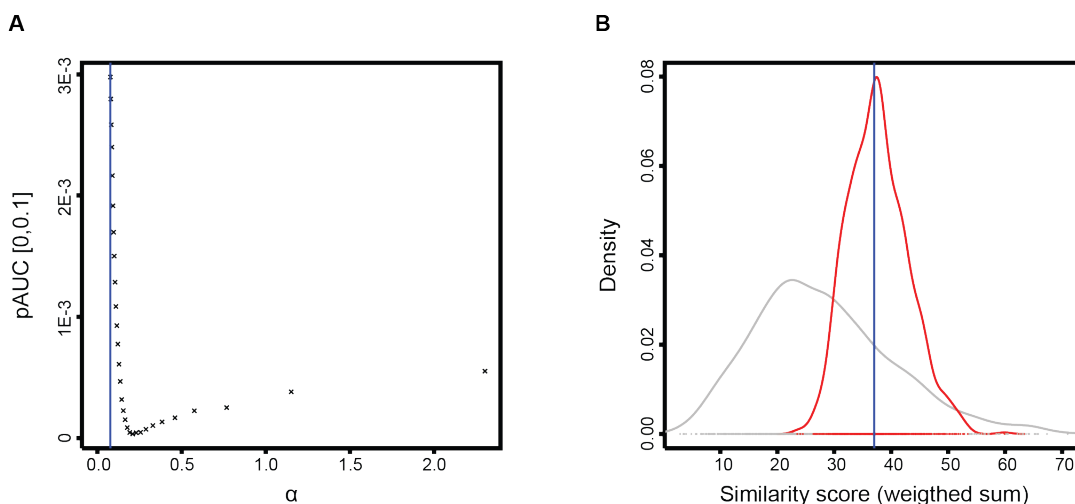 A
pAUC [0,0.1]
3E-3
2E-3
1E-3
0
0.0 0.5 1.0 1.5 2.0
α
B
Density
0.08
0.06
0.04
0.02
0.00
10 20 30 40 50 60 70
Similarity score (weigthed sum)